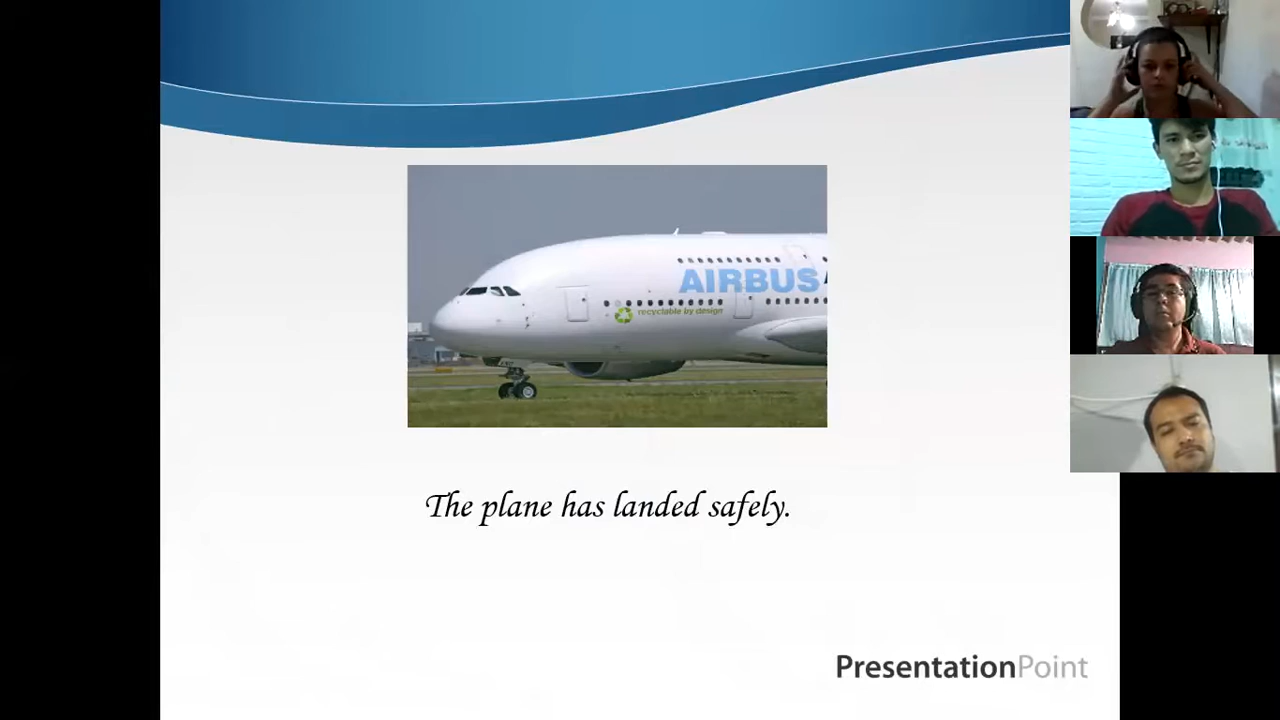 AIRBUS
recyclable by design
The plane has landed safely.
PresentationPoint